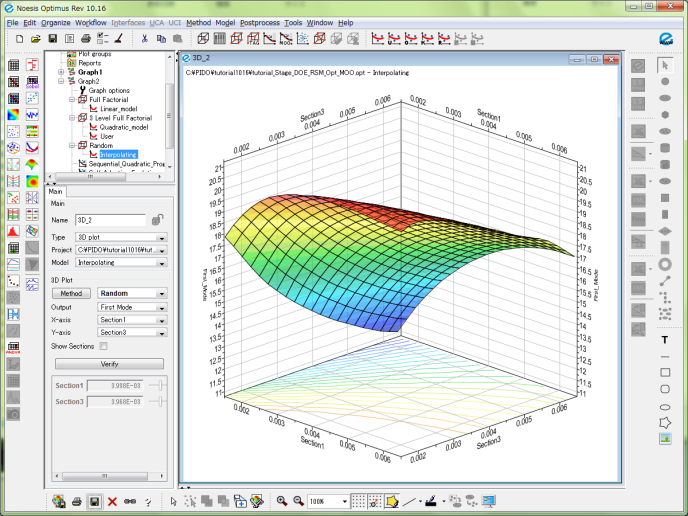 Noesis Optimus Rev 10.16
File Edit Organize Workflow Interfaces UCA UCI Method Model Postprocess Tools Window Help
Plot groups
Reports
Graph1
Graph2
Graph options
Full Factorial
Linear_model
3 Level Full Factorial
Quadratic_model
User
Random
Interpolating
Main
Main
Name 3D_2
Type 3D plot
Project C:¥PIDO¥tutorial1016¥tut...
Model Interpolating
3D Plot
Method Random
Output First Mode
X-axis Section1
Y-axis Section3
Show Sections
Verify
Section1 3.988E-03
Section3 3.988E-03
3D_2
C:¥PIDO¥tutorial1016¥tutorial_Stage_DOE_RSM_Opt_MOO.opt - Interpolating
0.002 0.003 0.004 0.005 0.006
Section3
0.002 0.003 0.004 0.005 0.006
Section1
21
20.5
20
19.5
19
18.5
18
17.5
17
16.5
16
15.5
15
14.5
14
13.5
13
12.5
12
11.5
11
First_Mode
21
20.5
20
19.5
19
18.5
18
17.5
17
16.5
16
15.5
15
14.5
14
13.5
13
12.5
12
11.5
11
First_Mode
0.002 0.003 0.004 0.005 0.006
Section1
0.002 0.003 0.004 0.005 0.006
Section3
100%